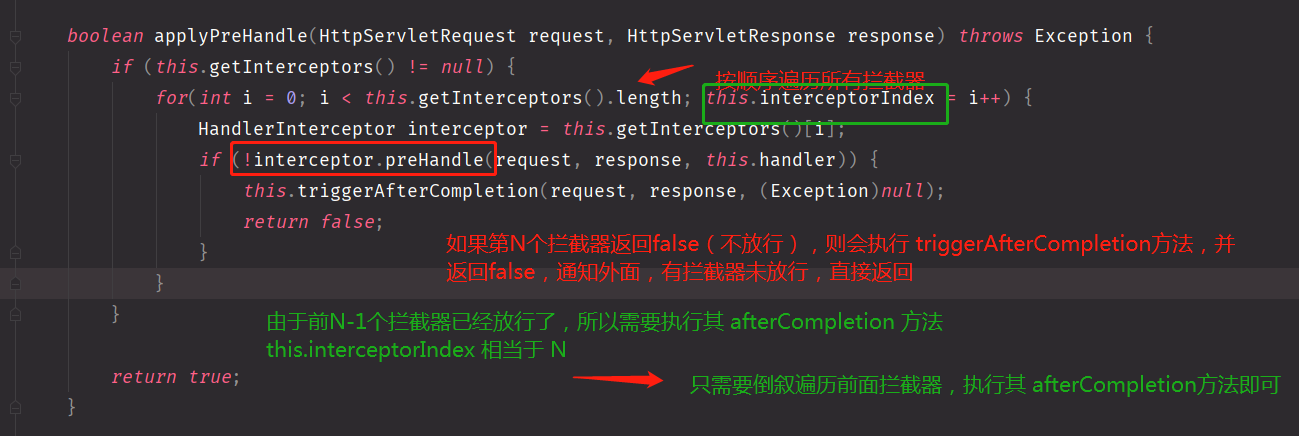 boolean applyPreHandle(HttpServletRequest request, HttpServletResponse response) throws Exception {
if (this.getInterceptors() != null) {
按顺序遍历所有拦截器
for(int i = 0; i < this.getInterceptors().length; this.interceptorIndex = i++) {
HandlerInterceptor interceptor = this.getInterceptors()[i];
if (!interceptor.preHandle(request, response, this.handler)) {
this.triggerAfterCompletion(request, response, (Exception)null);
return false;
如果第N个拦截器返回false（不放行），则会执行 triggerAfterCompletion方法，并
}
返回false，通知外面，有拦截器未放行，直接返回
}
}
由于前N-1个拦截器已经放行了，所以需要执行其 afterCompletion 方法
this.interceptorIndex 相当于 N
return true;
只需要倒叙遍历前面拦截器，执行其 afterCompletion方法即可
}